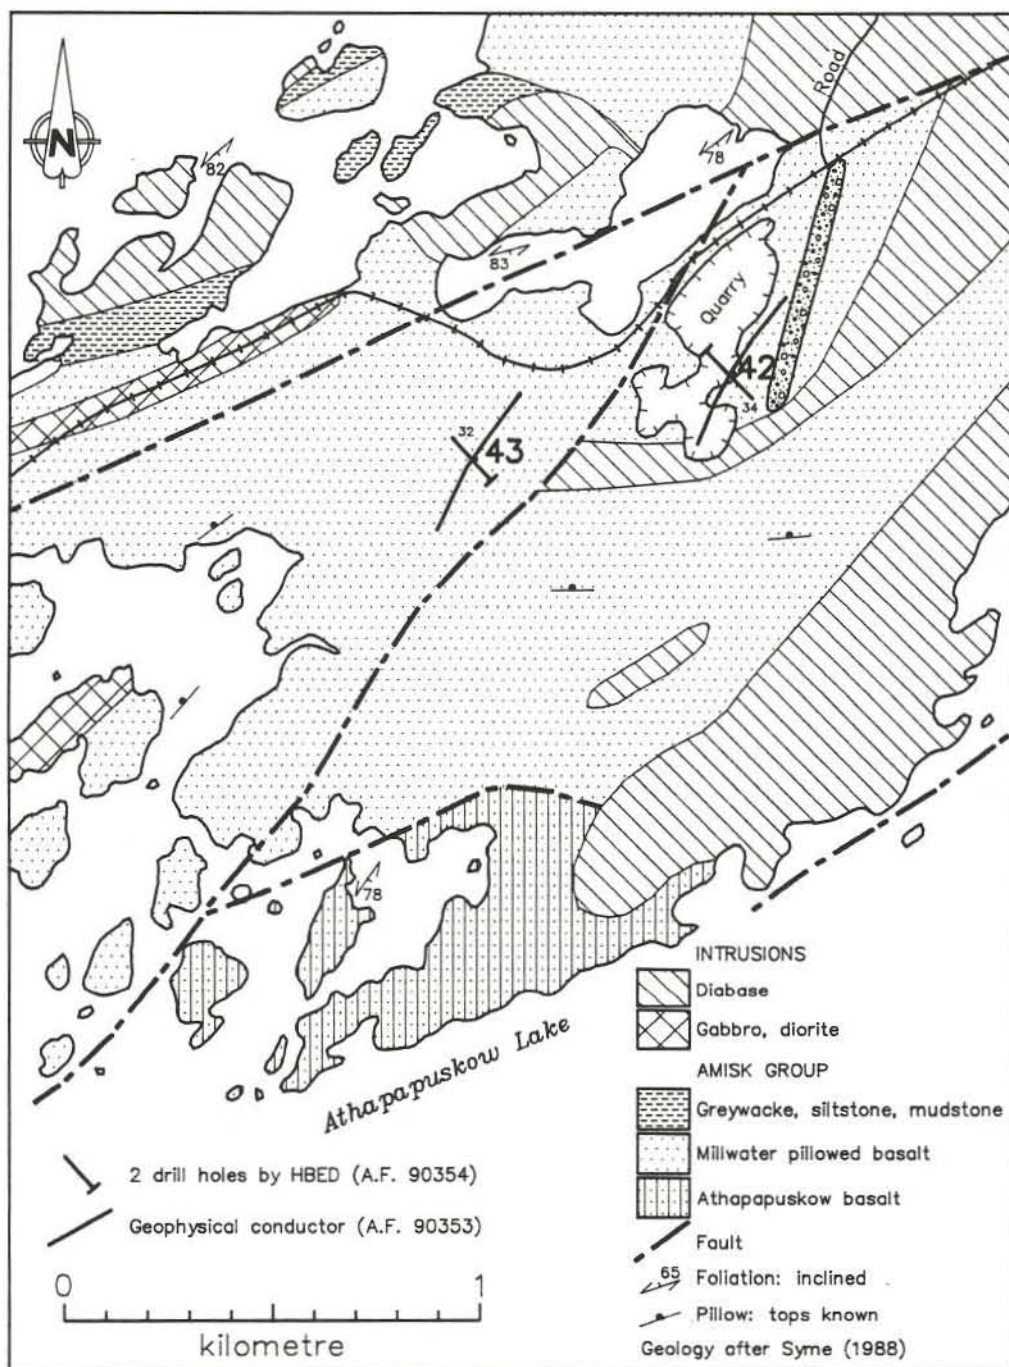 N
Road
82
78
83
Quarry
42
34
32
43
78
INTRUSIONS
Diabase
Gabbro, diorite
AMISK GROUP
Greywacke, siltstone, mudstone
Millwater pillowed basalt
Athapapuskow basalt
Fault
65 Foliation: inclined
Pillow: tops known
Geology after Syme (1988)
Athapapuskow Lake
2 drill holes by HBED (A.F. 90354)
Geophysical conductor (A.F. 90353)
0 1
kilometre